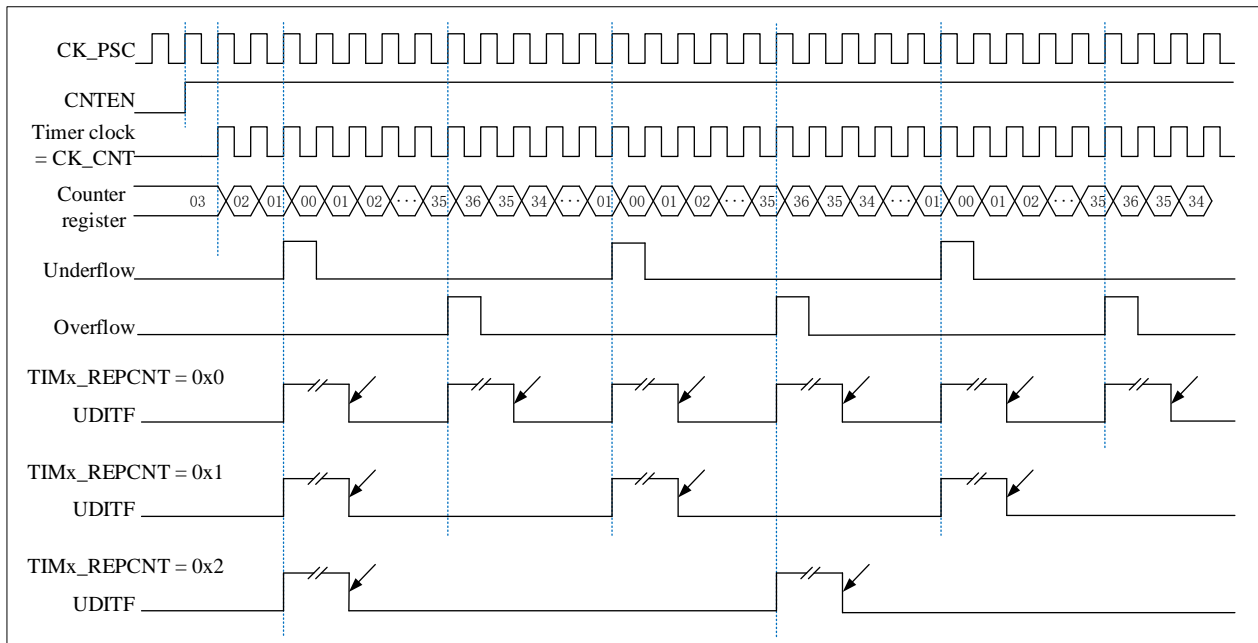 CK_PSC
CNTEN
Timer clock
= CK_CNT
Counter
register
03 02 01 00 01 02 ··· 35 36 35 34 ··· 01 00 01 02 ··· 35 36 35 34 ··· 01 00 01 02 ··· 35 36 35 34
Underflow
Overflow
TIMx_REPCNT = 0x0
UDITF
TIMx_REPCNT = 0x1
UDITF
TIMx_REPCNT = 0x2
UDITF